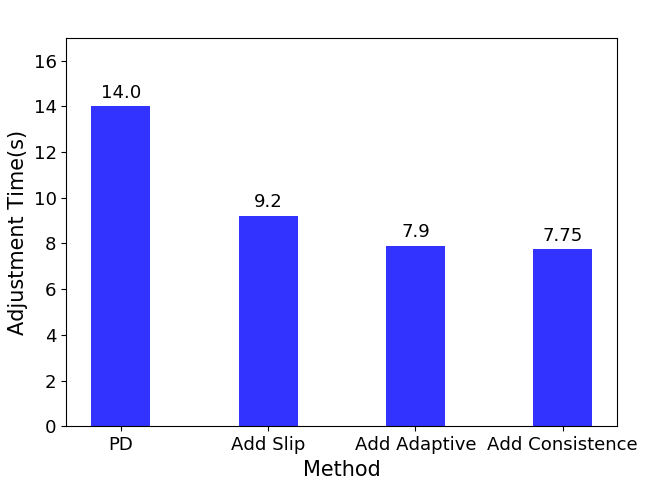 16
14
12
10
8
6
4
2
0
Adjustment Time(s)
14.0
9.2
7.9
7.75
PD
Add Slip
Add Adaptive
Add Consistence
Method